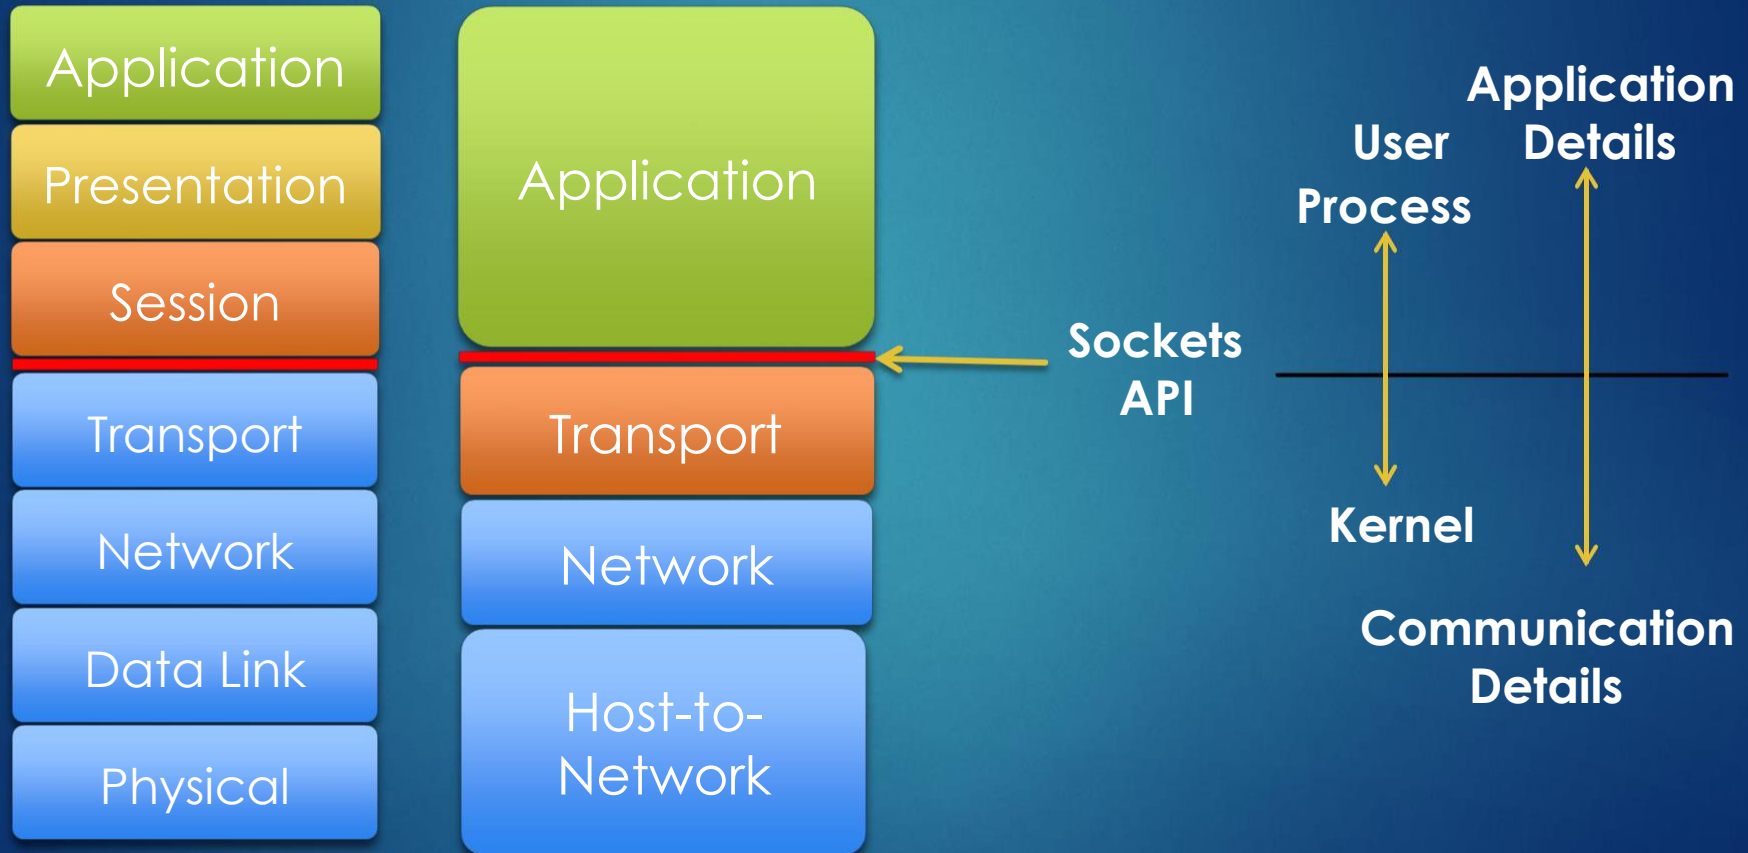 Application
Presentation
Session
Transport
Network
Data Link
Physical
Application
Transport
Network
Host-to-
Network
Sockets
API
User
Process
Kernel
Application
Details
Communication
Details